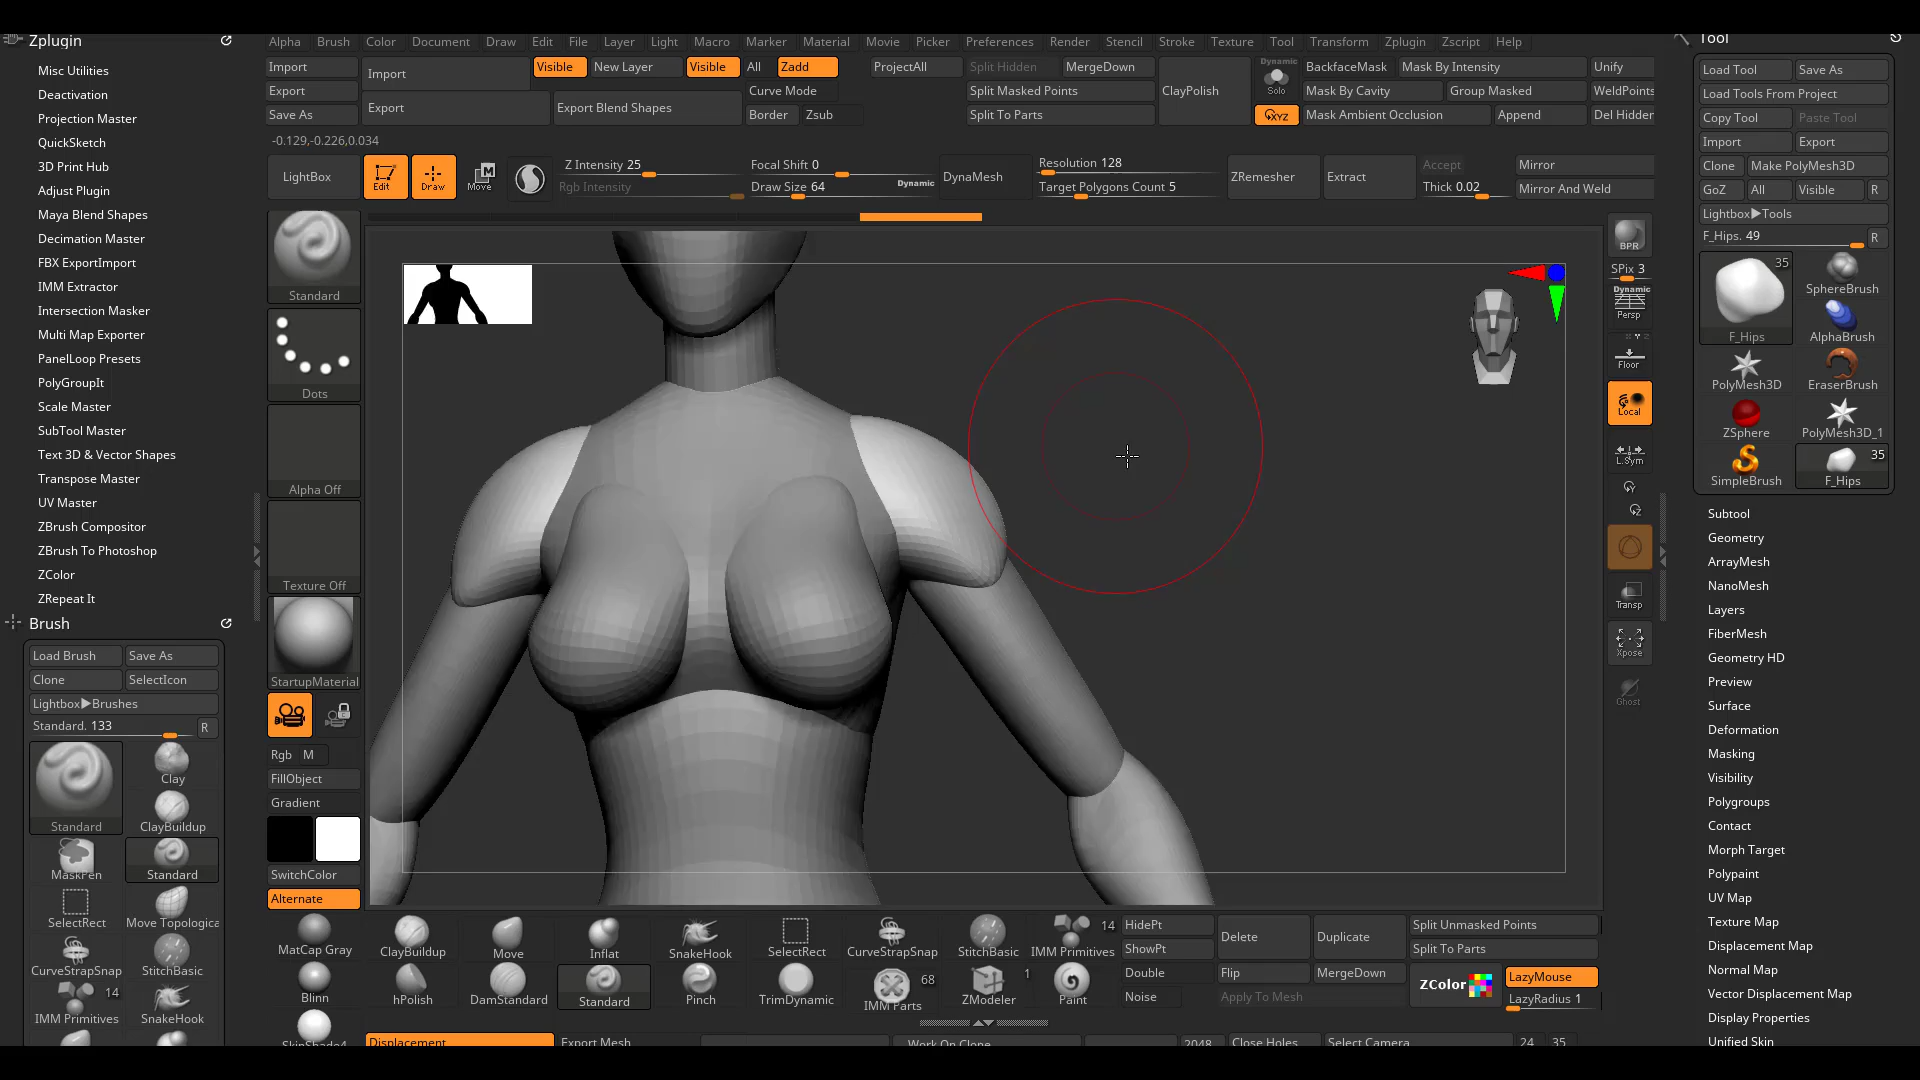 Zplugin
Misc Utilities
Deactivation
Projection Master
QuickSketch
3D Print Hub
Adjust Plugin
Maya Blend Shapes
Decimation Master
FBX ExportImport
IMM Extractor
Intersection Masker
Multi Map Exporter
PanelLoop Presets
PolyGroupIt
Scale Master
SubTool Master
Text 3D & Vector Shapes
Transpose Master
UV Master
ZBrush Compositor
ZBrush To Photoshop
ZColor
ZRepeat It
Brush
Load Brush Save As
Clone SelectIcon
Lightbox▶Brushes
Standard. 133 R
Clay
Standard ClayBuildup
MaskPen Standard
SelectRect Move Topologica
CurveStrapSnap StitchBasic
14
IMM Primitives SnakeHook
Alpha Brush Color Document Draw Edit File Layer Light Macro Marker Material Movie Picker Preferences Render Stencil Stroke Texture Tool Transform Zplugin Zscript Help
Import Import Visible New Layer Visible All Zadd ProjectAll Split Hidden MergeDown Dynamic Solo BackfaceMask Mask By Intensity Unify
Export Export Export Blend Shapes Curve Mode Split Masked Points ClayPolish Mask By Cavity Group Masked WeldPoints
Save As Border Zsub Split To Parts XYZ Mask Ambient Occlusion Append Del Hidden
-0.129,-0.226,0.034
LightBox Edit Draw Move M Z Intensity 25 Focal Shift 0 DynaMesh Resolution 128 ZRemesher Extract Accept Mirror
Rgb Intensity Draw Size 64 Dynamic Target Polygons Count 5 Thick 0.02 Mirror And Weld
Standard
Dots
Alpha Off
Texture Off
StartupMaterial
Rgb M
FillObject
Gradient
SwitchColor
Alternate
MatCap Gray
Blinn
SkinShade4
BPR
SPix 3
Dynamic
Persp
Floor
Local
L.Sym
Y
Z
Transp
Xpose
Ghost
ClayBuildup Move Inflat SnakeHook SelectRect CurveStrapSnap StitchBasic IMM Primitives 14
hPolish DamStandard Standard Pinch TrimDynamic IMM Parts 68 ZModeler 1 Paint
HidePt Delete Duplicate Split Unmasked Points
ShowPt Split To Parts
Double Flip MergeDown ZColor LazyMouse
Noise Apply To Mesh LazyRadius 1
Displacement Export Mesh Work On Clone 2048 Close Holes Select Camera 24 35
Tool
Load Tool Save As
Load Tools From Project
Copy Tool Paste Tool
Import Export
Clone Make PolyMesh3D
GoZ All Visible R
Lightbox▶Tools
F_Hips. 49 R
35
SphereBrush
F_Hips AlphaBrush
PolyMesh3D EraserBrush
ZSphere PolyMesh3D_1
35
SimpleBrush F_Hips
Subtool
Geometry
ArrayMesh
NanoMesh
Layers
FiberMesh
Geometry HD
Preview
Surface
Deformation
Masking
Visibility
Polygroups
Contact
Morph Target
Polypaint
UV Map
Texture Map
Displacement Map
Normal Map
Vector Displacement Map
Display Properties
Unified Skin